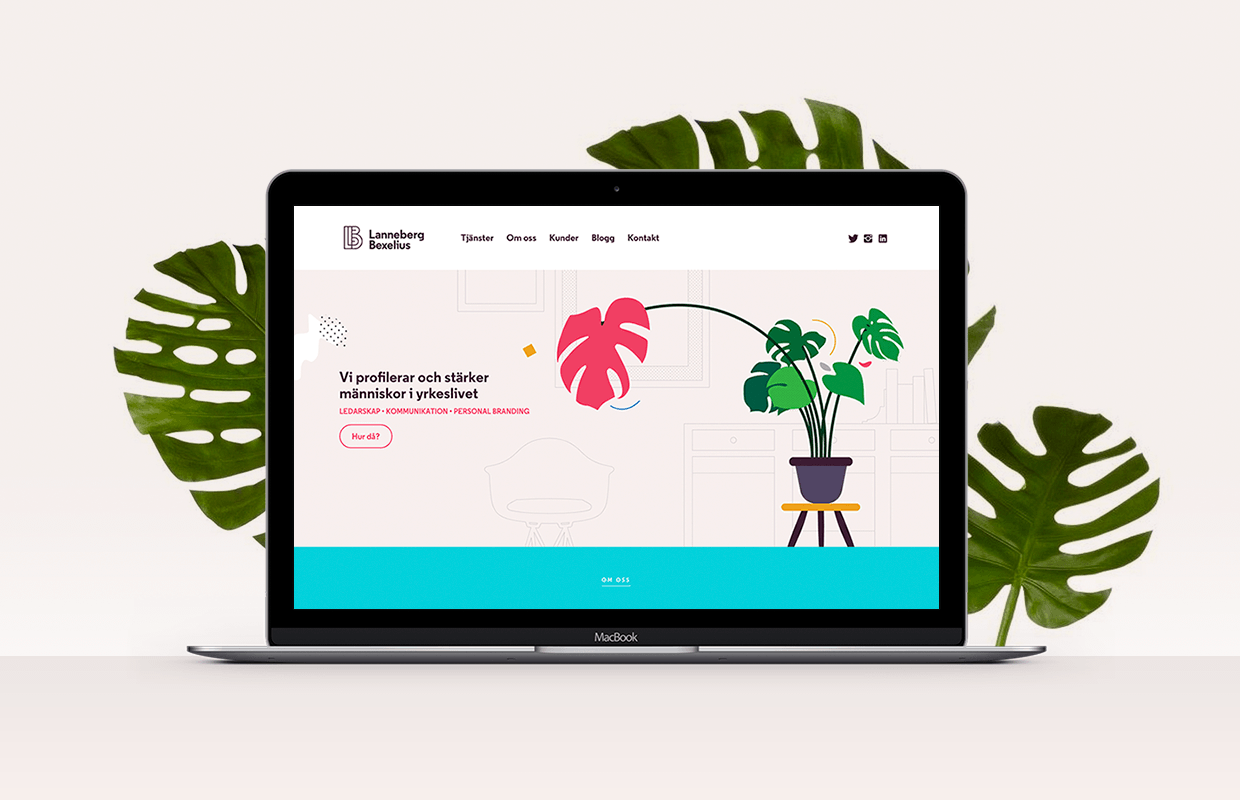 Lanneberg
Bexelius
Tjänster Om oss Kunder Blogg Kontakt
Vi profilerar och stärker
människor i yrkeslivet
LEDARSKAP • KOMMUNIKATION • PERSONAL BRANDING
Hur då?
OM OSS
MacBook